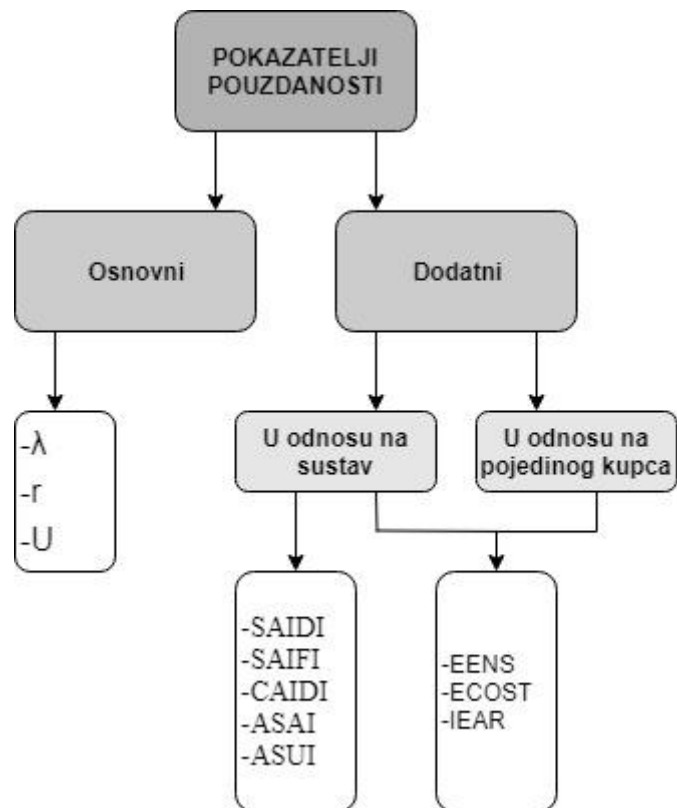 POKAZATELJI
POUZDANOSTI
Osnovni
Dodatni
-λ
-r
-U
U odnosu na
sustav
U odnosu na
pojedinog kupca
-SAIDI
-SAIFI
-CAIDI
-ASAI
-ASUI
-EENS
-ECOST
-IEAR